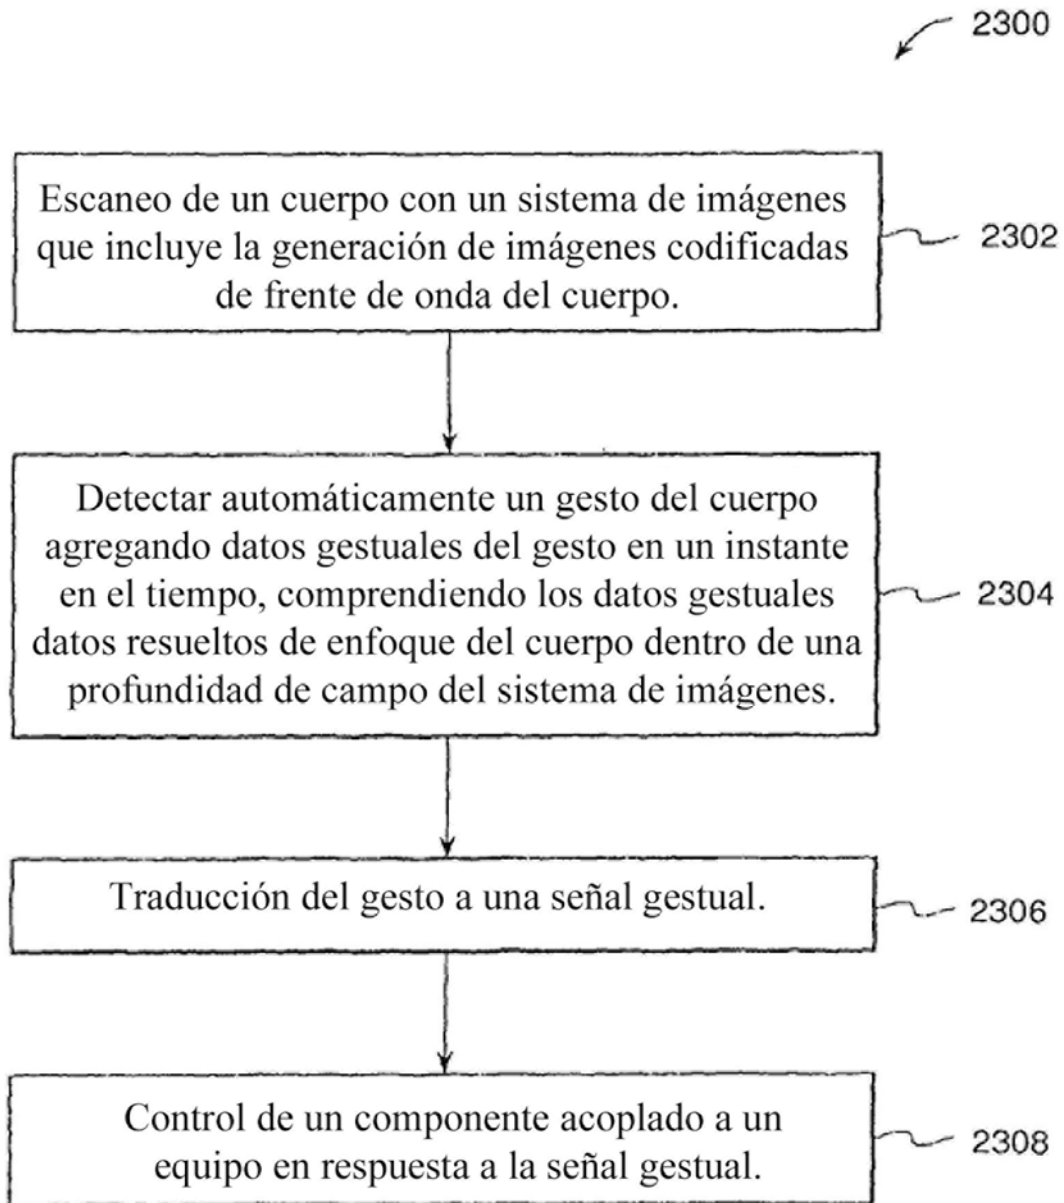 2300
Escaneo de un cuerpo con un sistema de imágenes
que incluye la generación de imágenes codificadas
de frente de onda del cuerpo.
2302
Detectar automáticamente un gesto del cuerpo
agregando datos gestuales del gesto en un instante
en el tiempo, comprendiendo los datos gestuales
datos resueltos de enfoque del cuerpo dentro de una
profundidad de campo del sistema de imágenes.
2304
Traducción del gesto a una señal gestual.
2306
Control de un componente acoplado a un
equipo en respuesta a la señal gestual.
2308